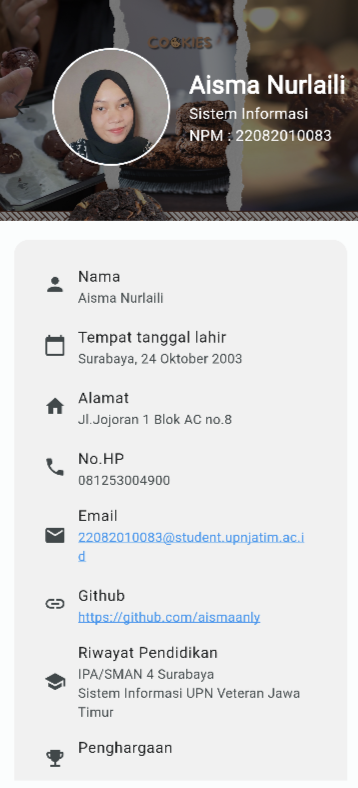 COOKIES
Aisma Nurlaili
Sistem Informasi
NPM : 22082010083
Nama
Aisma Nurlaili
Tempat tanggal lahir
Surabaya, 24 Oktober 2003
Alamat
Jl.Jojoran 1 Blok AC no.8
No.HP
081253004900
Email
22082010083@student.upnjatim.ac.i
d
Github
https://github.com/aismaanly
Riwayat Pendidikan
IPA/SMAN 4 Surabaya
Sistem Informasi UPN Veteran Jawa
Timur
Penghargaan